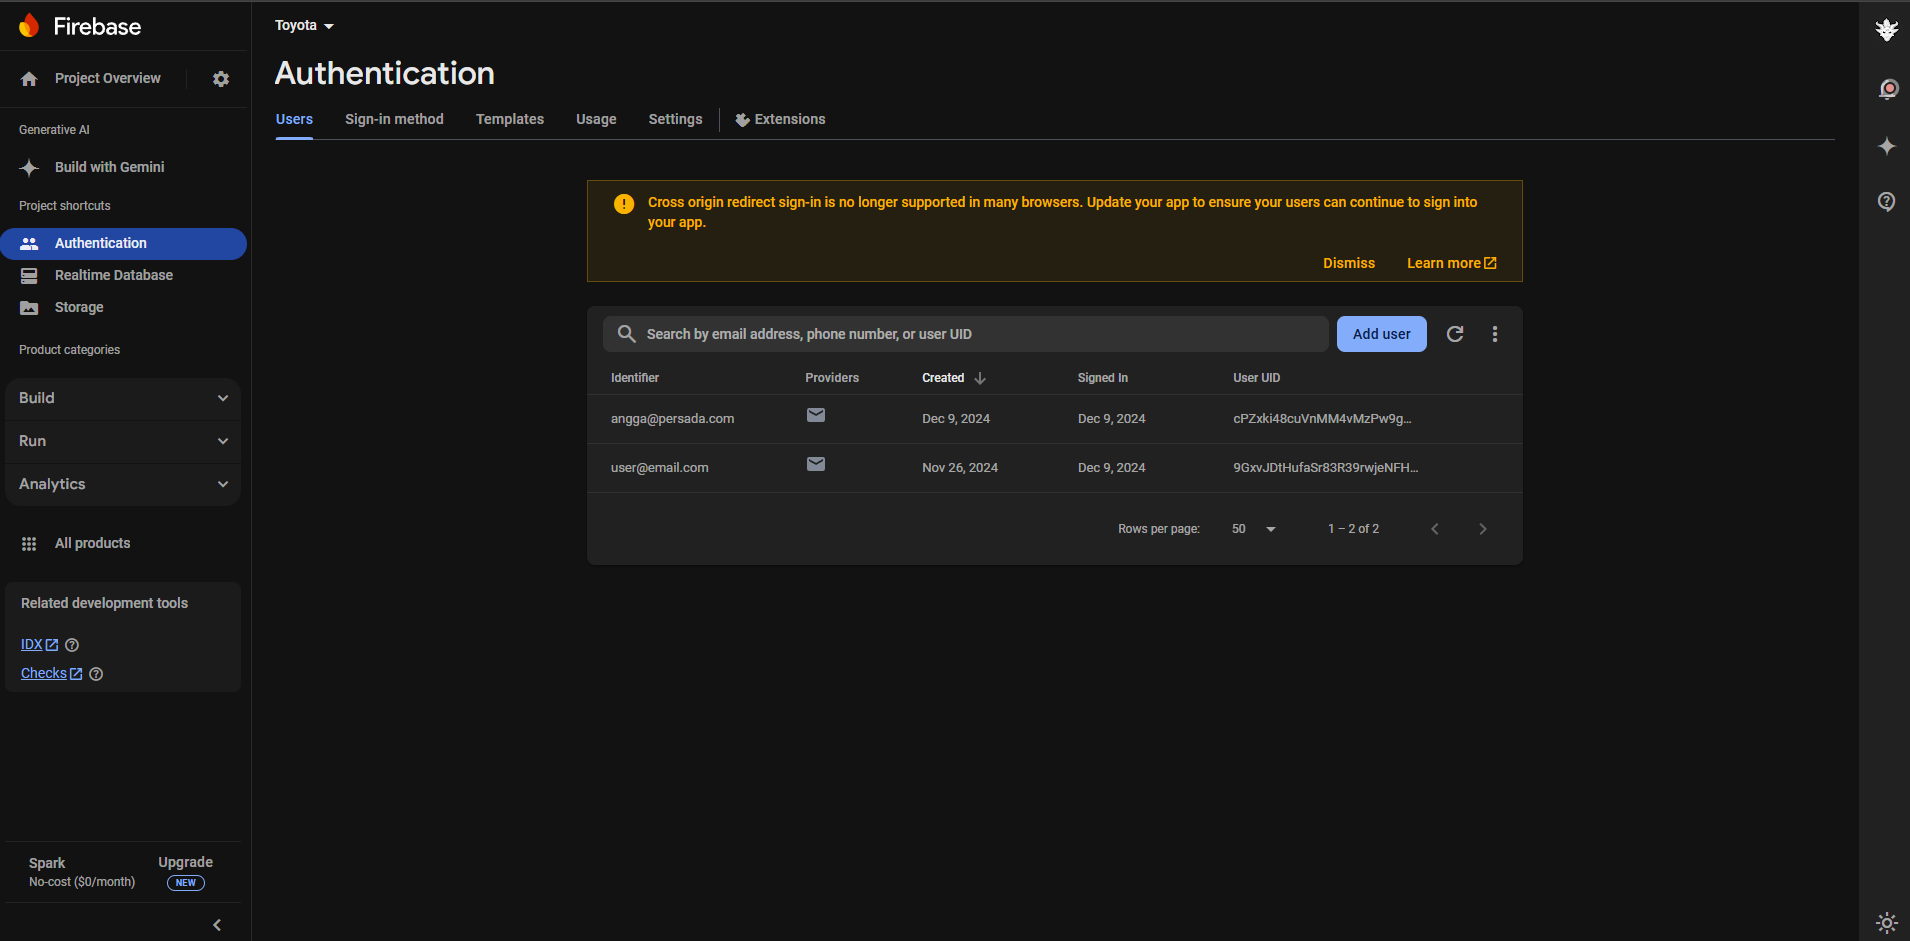 Firebase
Project Overview
Generative AI
Build with Gemini
Project shortcuts
Authentication
Realtime Database
Storage
Product categories
Build
Run
Analytics
All products
Related development tools
IDX
Checks
Spark
No-cost ($0/month)
Upgrade
NEW
Toyota
Authentication
Users Sign-in method Templates Usage Settings Extensions
Cross origin redirect sign-in is no longer supported in many browsers. Update your app to ensure your users can continue to sign into
your app.
Dismiss Learn more
Search by email address, phone number, or user UID Add user
Identifier Providers Created Signed In User UID
angga@persada.com Dec 9, 2024 Dec 9, 2024 cPZxki48cuVnMM4vMzPw9g...
user@email.com Nov 26, 2024 Dec 9, 2024 9GxvJDtHufaSr83R39rwjeNFH...
Rows per page: 50 1 – 2 of 2